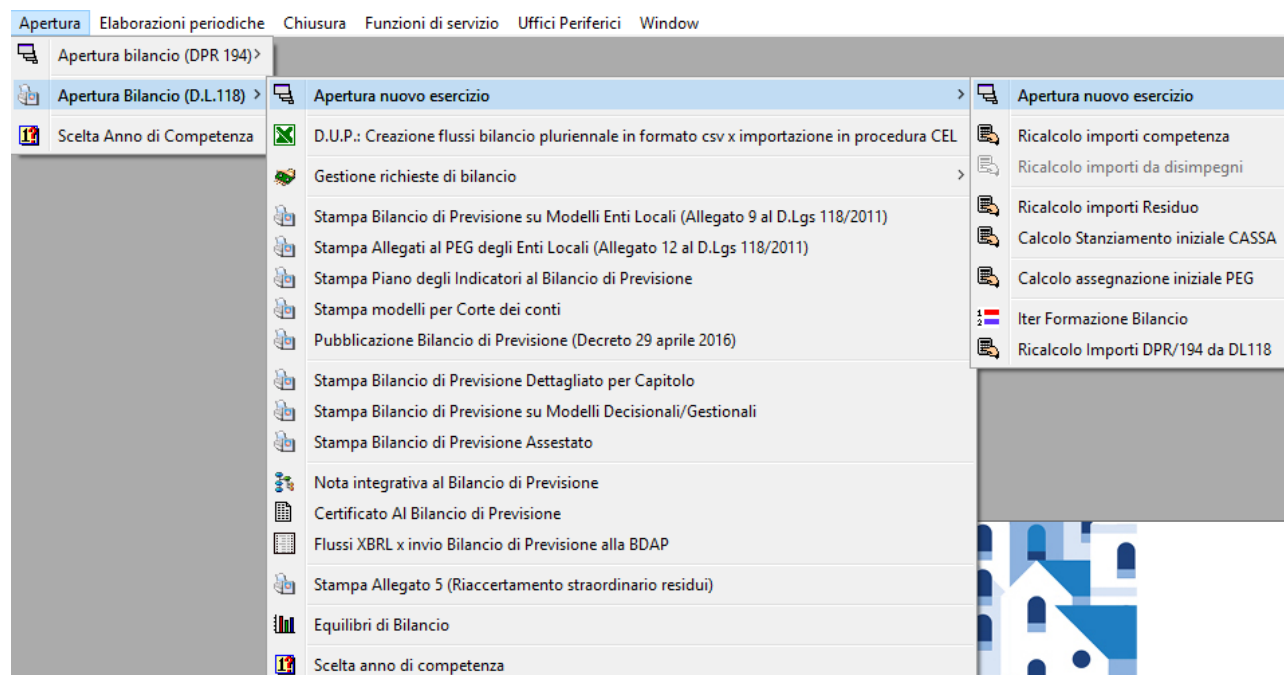 Apertura Elaborazioni periodiche Chiusura Funzioni di servizio Uffici Periferici Window
Apertura bilancio (DPR 194)>
Apertura Bilancio (D.L.118) >
Scelta Anno di Competenza
Apertura nuovo esercizio >
D.U.P.: Creazione flussi bilancio pluriennale in formato csv x importazione in procedura CEL
Gestione richieste di bilancio >
Stampa Bilancio di Previsione su Modelli Enti Locali (Allegato 9 al D.Lgs 118/2011)
Stampa Allegati al PEG degli Enti Locali (Allegato 12 al D.Lgs 118/2011)
Stampa Piano degli Indicatori al Bilancio di Previsione
Stampa modelli per Corte dei conti
Pubblicazione Bilancio di Previsione (Decreto 29 aprile 2016)
Stampa Bilancio di Previsione Dettagliato per Capitolo
Stampa Bilancio di Previsione su Modelli Decisionali/Gestionali
Stampa Bilancio di Previsione Assestato
Nota integrativa al Bilancio di Previsione
Certificato Al Bilancio di Previsione
Flussi XBRL x invio Bilancio di Previsione alla BDAP
Stampa Allegato 5 (Riaccertamento straordinario residui)
Equilibri di Bilancio
Scelta anno di competenza
Apertura nuovo esercizio
Ricalcolo importi competenza
Ricalcolo importi da disimpegni
Ricalcolo importi Residuo
Calcolo Stanziamento iniziale CASSA
Calcolo assegnazione iniziale PEG
Iter Formazione Bilancio
Ricalcolo Importi DPR/194 da DL118